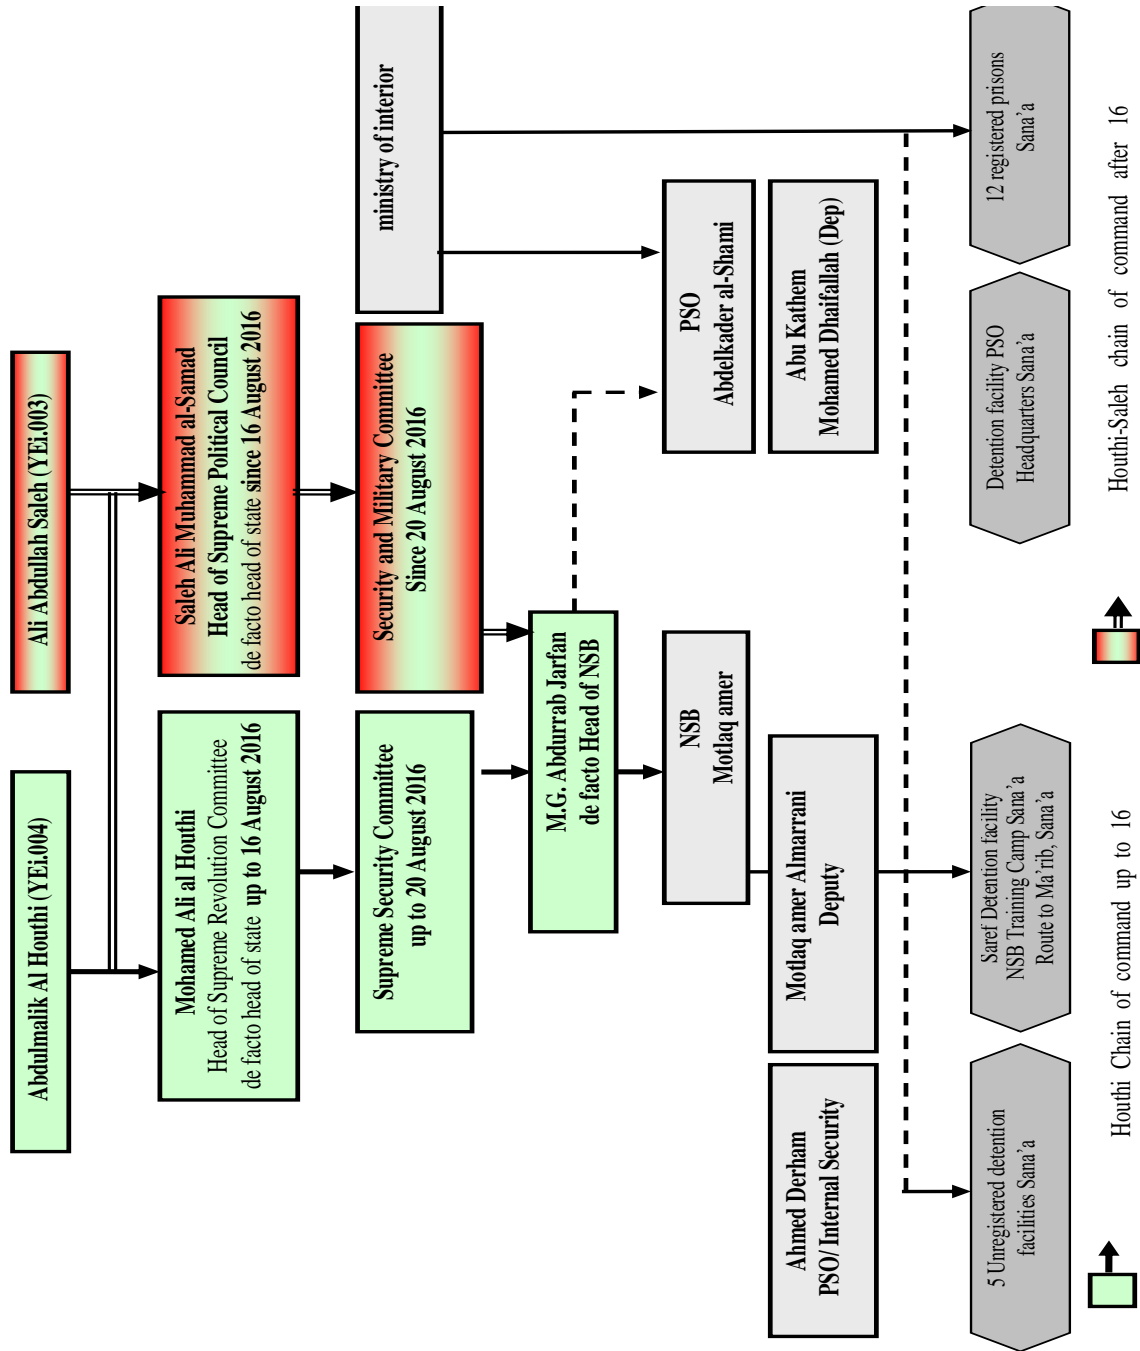 Abdulmalik Al Houthi (YEi.004)
Ali Abdullah Saleh (YEi.003)
Mohamed Ali al Houthi
Head of Supreme Revolution Committee
de facto head of state up to 16 August 2016
Saleh Ali Muhammad al-Samad
Head of Supreme Political Council
de facto head of state since 16 August 2016
Supreme Security Committee
up to 20 August 2016
Security and Military Committee
Since 20 August 2016
ministry of interior
M.G. Abdurrab Jarfan
de facto Head of NSB
NSB
Motlaq amer
PSO
Abdelkader al-Shami
Ahmed Derham
PSO/ Internal Security
Motlaq amer Almarrani
Deputy
Abu Kathem
Mohamed Dhaifallah (Dep)
5 Unregistered detention
facilities Sana’a
Saref Detention facility
NSB Training Camp Sana’a
Route to Ma’rib, Sana’a
Detention facility PSO
Headquarters Sana’a
12 registered prisons
Sana’a
Houthi Chain of command up to 16
Houthi-Saleh chain of command after 16